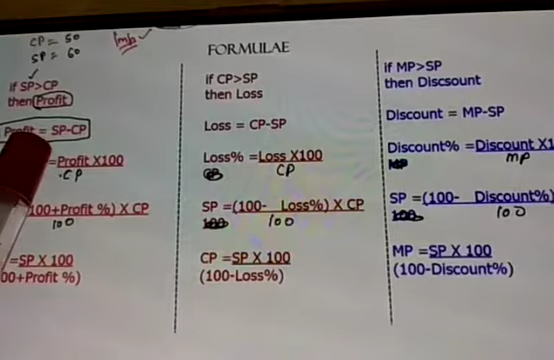 CP = 50
SP = 60
Imb ✓
FORMULAE
if SP>CP
then Profit
Profit = SP-CP
=Profit X100
CP
100+Profit %) X CP
100
=SP X 100
00+Profit %)
if CP>SP
then Loss
Loss = CP-SP
Loss% =Loss X100
CP
SP =(100- Loss%) X CP
100
CP =SP X 100
(100-Loss%)
if MP>SP
then Discsount
Discount = MP-SP
Discount% =Discount X1
MP
SP =(100- Discount%)
100
MP =SP X 100
(100-Discount%)